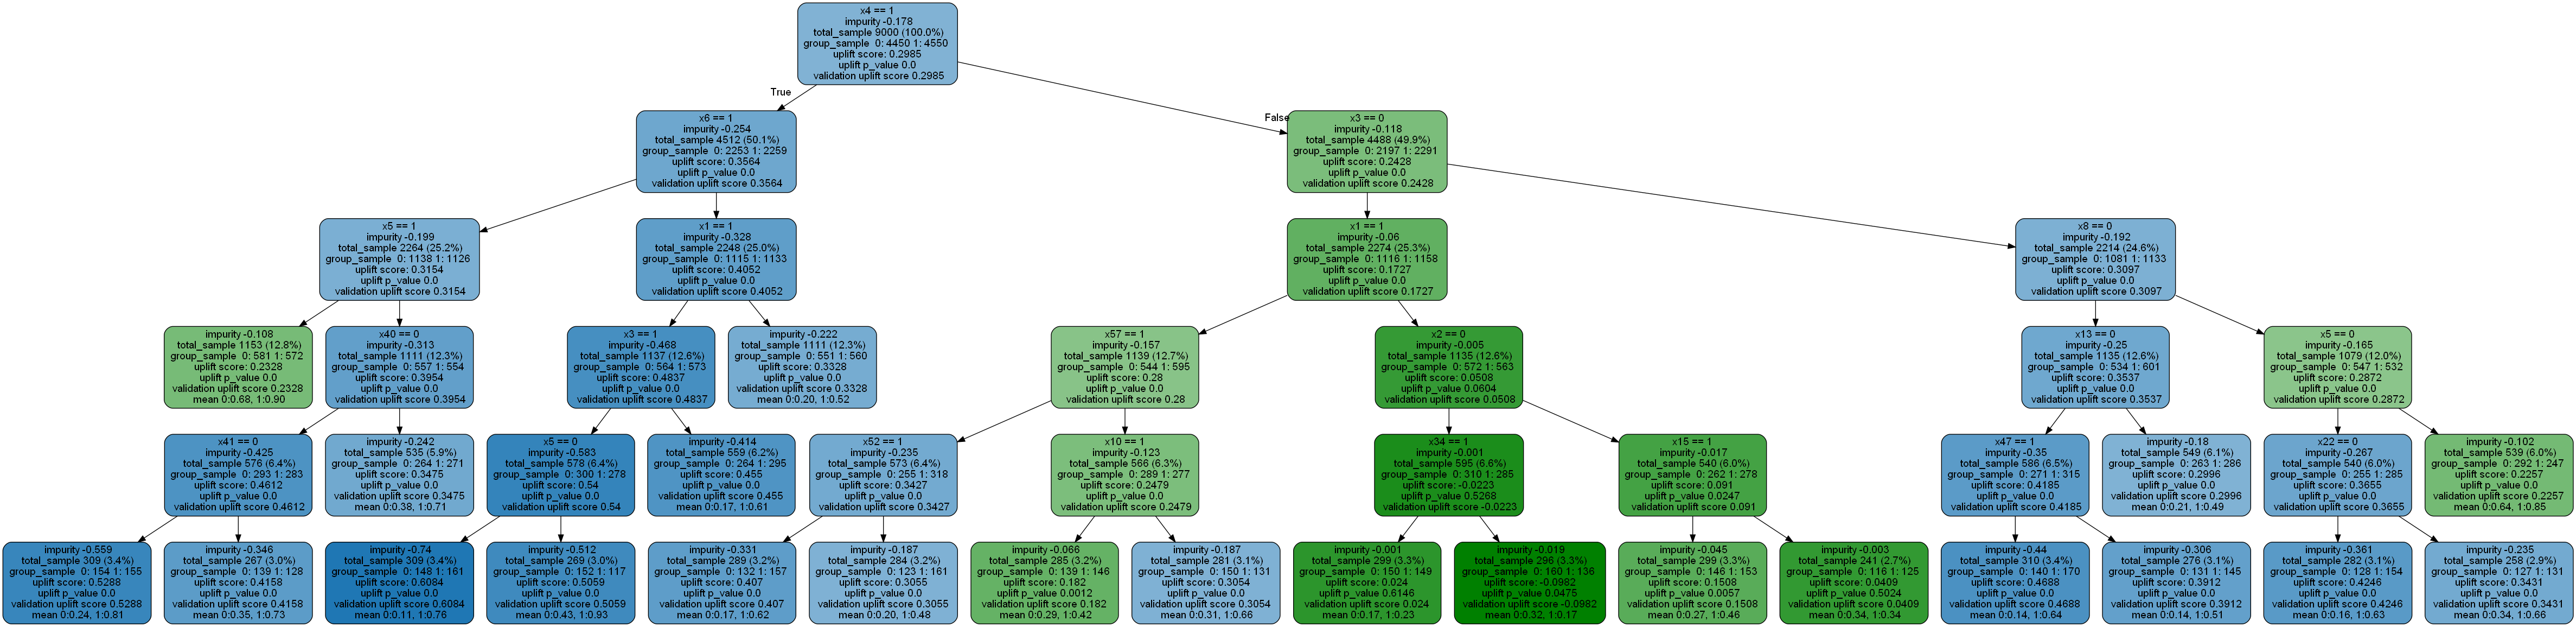 x4 == 1
impurity -0.178
total_sample 9000 (100.0%)
group_sample 0: 4450 1: 4550
uplift score: 0.2985
uplift p_value 0.0
validation uplift score 0.2985
True
False
x6 == 1
impurity -0.254
total_sample 4512 (50.1%)
group_sample 0: 2253 1: 2259
uplift score: 0.3564
uplift p_value 0.0
validation uplift score 0.3564
x3 == 0
impurity -0.118
total_sample 4488 (49.9%)
group_sample 0: 2197 1: 2291
uplift score: 0.2428
uplift p_value 0.0
validation uplift score 0.2428
x5 == 1
impurity -0.199
total_sample 2264 (25.2%)
group_sample 0: 1138 1: 1126
uplift score: 0.3154
uplift p_value 0.0
validation uplift score 0.3154
x1 == 1
impurity -0.328
total_sample 2248 (25.0%)
group_sample 0: 1115 1: 1133
uplift score: 0.4052
uplift p_value 0.0
validation uplift score 0.4052
x1 == 1
impurity -0.06
total_sample 2274 (25.3%)
group_sample 0: 1116 1: 1158
uplift score: 0.1727
uplift p_value 0.0
validation uplift score 0.1727
x8 == 0
impurity -0.192
total_sample 2214 (24.6%)
group_sample 0: 1081 1: 1133
uplift score: 0.3097
uplift p_value 0.0
validation uplift score 0.3097
impurity -0.108
total_sample 1153 (12.8%)
group_sample 0: 581 1: 572
uplift score: 0.2328
uplift p_value 0.0
validation uplift score 0.2328
mean 0:0.68, 1:0.90
x40 == 0
impurity -0.313
total_sample 1111 (12.3%)
group_sample 0: 557 1: 554
uplift score: 0.3954
uplift p_value 0.0
validation uplift score 0.3954
x3 == 1
impurity -0.468
total_sample 1137 (12.6%)
group_sample 0: 564 1: 573
uplift score: 0.4837
uplift p_value 0.0
validation uplift score 0.4837
impurity -0.222
total_sample 1111 (12.3%)
group_sample 0: 551 1: 560
uplift score: 0.3328
uplift p_value 0.0
validation uplift score 0.3328
mean 0:0.20, 1:0.52
x57 == 1
impurity -0.157
total_sample 1139 (12.7%)
group_sample 0: 544 1: 595
uplift score: 0.28
uplift p_value 0.0
validation uplift score 0.28
x2 == 0
impurity -0.005
total_sample 1135 (12.6%)
group_sample 0: 572 1: 563
uplift score: 0.0508
uplift p_value 0.0604
validation uplift score 0.0508
x13 == 0
impurity -0.25
total_sample 1135 (12.6%)
group_sample 0: 534 1: 601
uplift score: 0.3537
uplift p_value 0.0
validation uplift score 0.3537
x5 == 0
impurity -0.165
total_sample 1079 (12.0%)
group_sample 0: 547 1: 532
uplift score: 0.2872
uplift p_value 0.0
validation uplift score 0.2872
x41 == 0
impurity -0.425
total_sample 576 (6.4%)
group_sample 0: 293 1: 283
uplift score: 0.4612
uplift p_value 0.0
validation uplift score 0.4612
impurity -0.242
total_sample 535 (5.9%)
group_sample 0: 264 1: 271
uplift score: 0.3475
uplift p_value 0.0
validation uplift score 0.3475
mean 0:0.38, 1:0.71
x5 == 0
impurity -0.583
total_sample 578 (6.4%)
group_sample 0: 300 1: 278
uplift score: 0.54
uplift p_value 0.0
validation uplift score 0.54
impurity -0.414
total_sample 559 (6.2%)
group_sample 0: 264 1: 295
uplift score: 0.455
uplift p_value 0.0
validation uplift score 0.455
mean 0:0.17, 1:0.61
x52 == 1
impurity -0.235
total_sample 573 (6.4%)
group_sample 0: 255 1: 318
uplift score: 0.3427
uplift p_value 0.0
validation uplift score 0.3427
x10 == 1
impurity -0.123
total_sample 566 (6.3%)
group_sample 0: 289 1: 277
uplift score: 0.2479
uplift p_value 0.0
validation uplift score 0.2479
x34 == 1
impurity -0.001
total_sample 595 (6.6%)
group_sample 0: 310 1: 285
uplift score: -0.0223
uplift p_value 0.5268
validation uplift score -0.0223
x15 == 1
impurity -0.017
total_sample 540 (6.0%)
group_sample 0: 262 1: 278
uplift score: 0.091
uplift p_value 0.0247
validation uplift score 0.091
x47 == 1
impurity -0.35
total_sample 586 (6.5%)
group_sample 0: 271 1: 315
uplift score: 0.4185
uplift p_value 0.0
validation uplift score 0.4185
impurity -0.18
total_sample 549 (6.1%)
group_sample 0: 263 1: 286
uplift score: 0.2996
uplift p_value 0.0
validation uplift score 0.2996
mean 0:0.21, 1:0.49
x22 == 0
impurity -0.267
total_sample 540 (6.0%)
group_sample 0: 255 1: 285
uplift score: 0.3655
uplift p_value 0.0
validation uplift score 0.3655
impurity -0.102
total_sample 539 (6.0%)
group_sample 0: 292 1: 247
uplift score: 0.2257
uplift p_value 0.0
validation uplift score 0.2257
mean 0:0.64, 1:0.85
impurity -0.559
total_sample 309 (3.4%)
group_sample 0: 154 1: 155
uplift score: 0.5288
uplift p_value 0.0
validation uplift score 0.5288
mean 0:0.24, 1:0.81
impurity -0.346
total_sample 267 (3.0%)
group_sample 0: 139 1: 128
uplift score: 0.4158
uplift p_value 0.0
validation uplift score 0.4158
mean 0:0.35, 1:0.73
impurity -0.74
total_sample 309 (3.4%)
group_sample 0: 148 1: 161
uplift score: 0.6084
uplift p_value 0.0
validation uplift score 0.6084
mean 0:0.11, 1:0.76
impurity -0.512
total_sample 269 (3.0%)
group_sample 0: 152 1: 117
uplift score: 0.5059
uplift p_value 0.0
validation uplift score 0.5059
mean 0:0.43, 1:0.93
impurity -0.331
total_sample 289 (3.2%)
group_sample 0: 132 1: 157
uplift score: 0.407
uplift p_value 0.0
validation uplift score 0.407
mean 0:0.17, 1:0.62
impurity -0.187
total_sample 284 (3.2%)
group_sample 0: 123 1: 161
uplift score: 0.3055
uplift p_value 0.0
validation uplift score 0.3055
mean 0:0.20, 1:0.48
impurity -0.066
total_sample 285 (3.2%)
group_sample 0: 139 1: 146
uplift score: 0.182
uplift p_value 0.0012
validation uplift score 0.182
mean 0:0.29, 1:0.42
impurity -0.187
total_sample 281 (3.1%)
group_sample 0: 150 1: 131
uplift score: 0.3054
uplift p_value 0.0
validation uplift score 0.3054
mean 0:0.31, 1:0.66
impurity -0.001
total_sample 299 (3.3%)
group_sample 0: 150 1: 149
uplift score: 0.024
uplift p_value 0.6146
validation uplift score 0.024
mean 0:0.17, 1:0.23
impurity -0.019
total_sample 296 (3.3%)
group_sample 0: 160 1: 136
uplift score: -0.0982
uplift p_value 0.0475
validation uplift score -0.0982
mean 0:0.32, 1:0.17
impurity -0.045
total_sample 299 (3.3%)
group_sample 0: 146 1: 153
uplift score: 0.1508
uplift p_value 0.0057
validation uplift score 0.1508
mean 0:0.27, 1:0.46
impurity -0.003
total_sample 241 (2.7%)
group_sample 0: 116 1: 125
uplift score: 0.0409
uplift p_value 0.5024
validation uplift score 0.0409
mean 0:0.34, 1:0.34
impurity -0.44
total_sample 310 (3.4%)
group_sample 0: 140 1: 170
uplift score: 0.4688
uplift p_value 0.0
validation uplift score 0.4688
mean 0:0.14, 1:0.64
impurity -0.306
total_sample 276 (3.1%)
group_sample 0: 131 1: 145
uplift score: 0.3912
uplift p_value 0.0
validation uplift score 0.3912
mean 0:0.14, 1:0.51
impurity -0.361
total_sample 282 (3.1%)
group_sample 0: 128 1: 154
uplift score: 0.4246
uplift p_value 0.0
validation uplift score 0.4246
mean 0:0.16, 1:0.63
impurity -0.235
total_sample 258 (2.9%)
group_sample 0: 127 1: 131
uplift score: 0.3431
uplift p_value 0.0
validation uplift score 0.3431
mean 0:0.34, 1:0.66